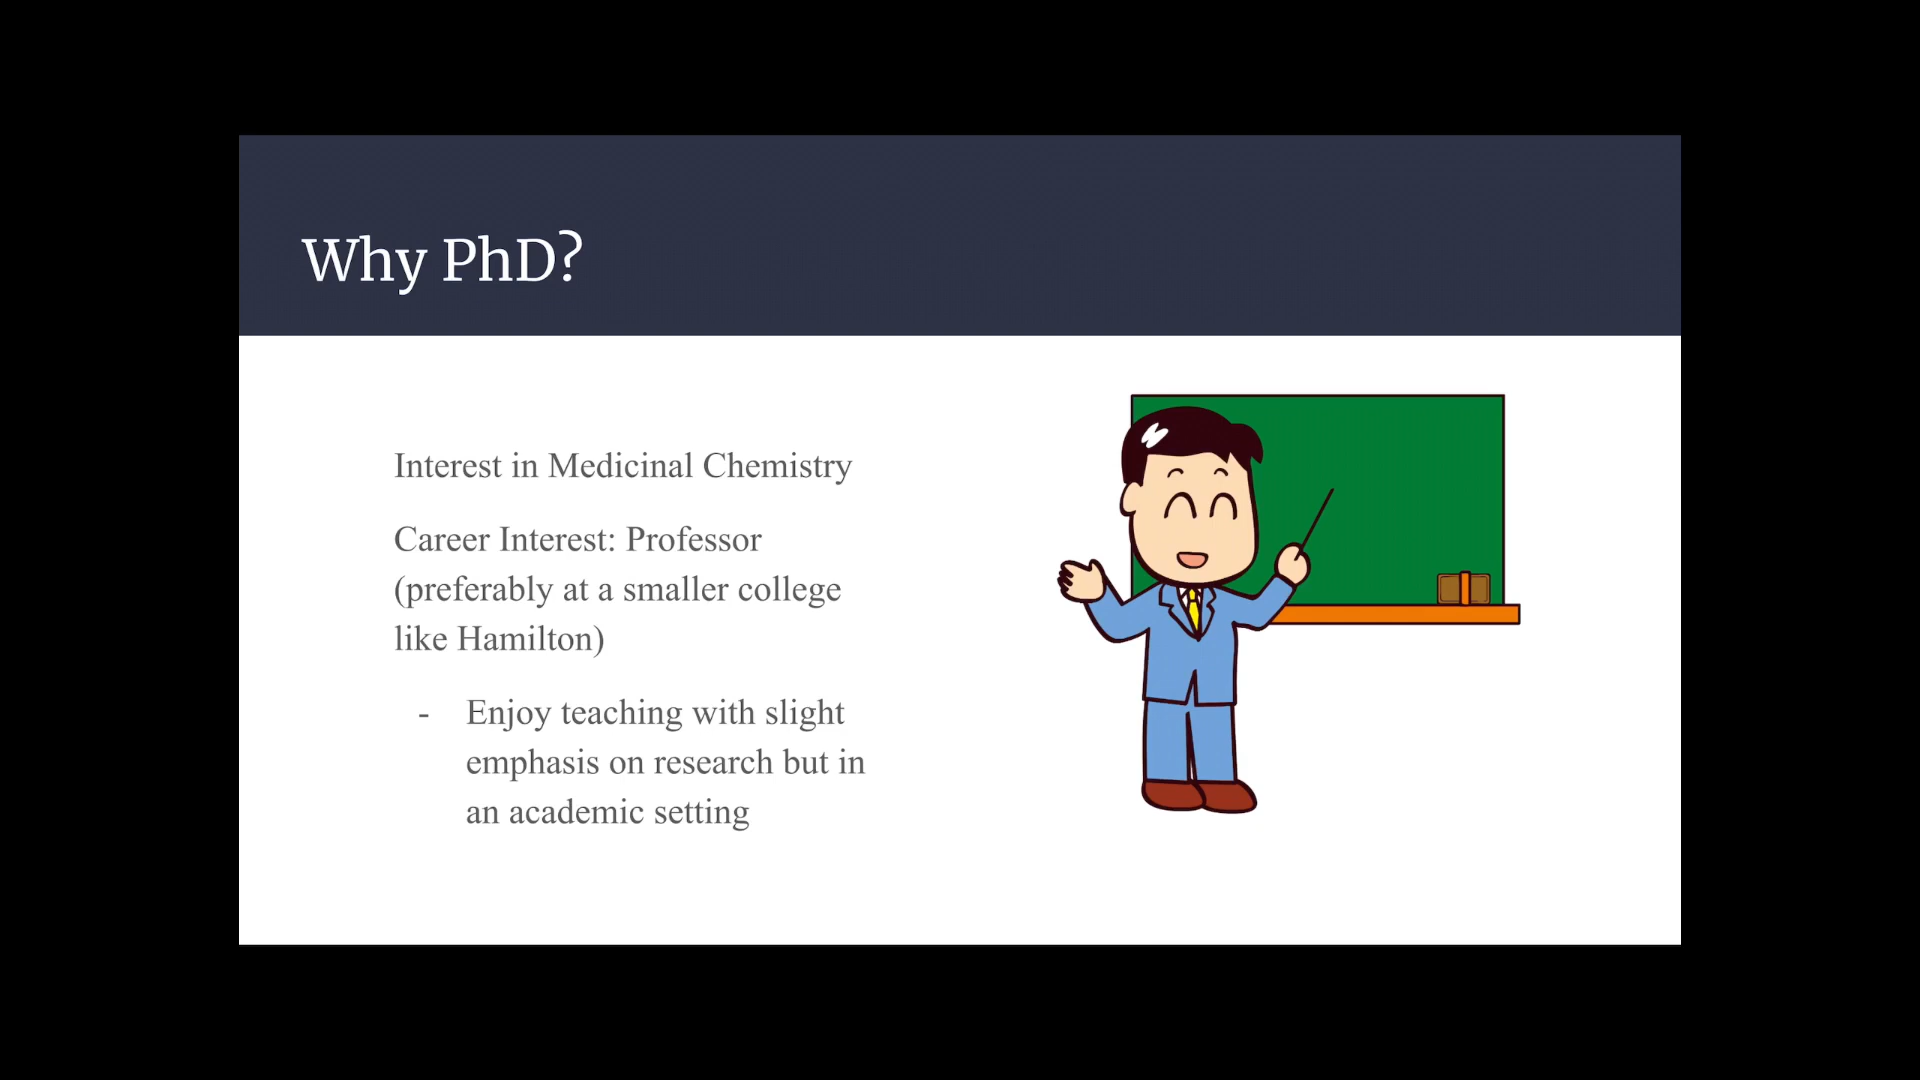 Why PhD?
Interest in Medicinal Chemistry
Career Interest: Professor
(preferably at a smaller college
like Hamilton)
- Enjoy teaching with slight
emphasis on research but in
an academic setting